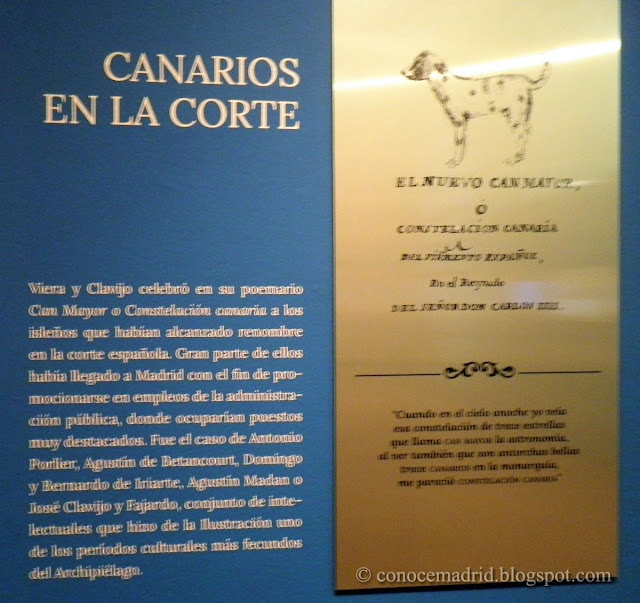 CANARIOS
EN LA CORTE
Viera y Clavijo celebró en su poemario
Can Mayor o Constelación canaria a los
isleños que habían alcanzado renombre
en la corte española. Gran parte de ellos
había llegado a Madrid con el fin de pro-
mocionarse en empleos de la administra-
ción pública, donde ocuparían puestos
muy destacados. Fue el caso de Antonio
Porlier, Agustín de Betancourt, Domingo
y Bernardo de Iriarte, Agustín Madan o
José Clavijo y Fajardo, conjunto de inte-
lectuales que hizo de la Ilustración uno
de los períodos culturales más fecundos
del Archipiélago.
EL NUEVO CAN MAYOR,
Ó
CONSTELACION CANARIA
DEL FIRMENTO ESPAÑOL,
En el Reynado
DEL SEÑOR DON CARLOS IIII.
"Cuando en el cielo anoche yo veía
esa constelación de trece estrellas
que llama CAN MAYOR la astronomía,
al ver también que son antorchas bellas
trece CANARIOS en la monarquía,
me pareció CONSTELACIÓN CANARIA"
© conocemadrid.blogspot.com